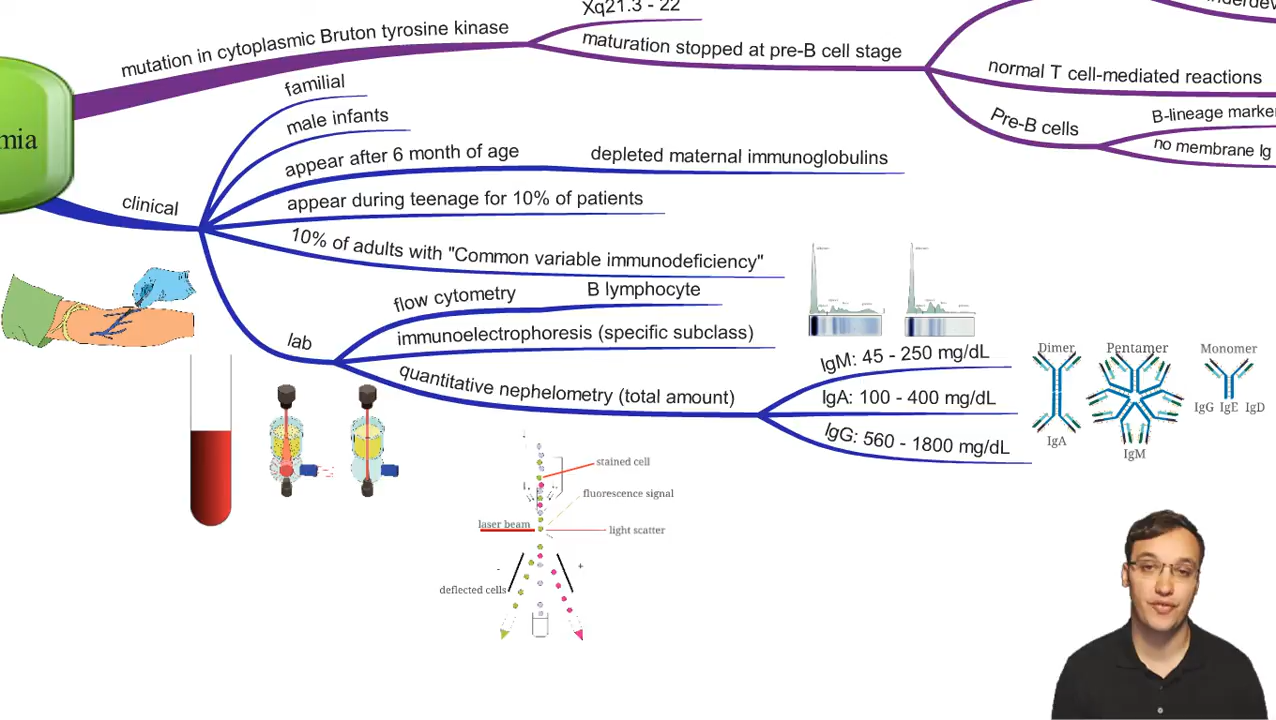 Xq21.3 - 22
mutation in cytoplasmic Bruton tyrosine kinase
maturation stopped at pre-B cell stage
normal T cell-mediated reactions
Pre-B cells
B-lineage marker
no membrane Ig
mia
familial
male infants
appear after 6 month of age
depleted maternal immunoglobulins
clinical
appear during teenage for 10% of patients
10% of adults with "Common variable immunodeficiency"
flow cytometry
B lymphocyte
lab
immunoelectrophoresis (specific subclass)
quantitative nephelometry (total amount)
IgM: 45 - 250 mg/dL
IgA: 100 - 400 mg/dL
IgG: 560 - 1800 mg/dL
Dimer
Pentamer
Monomer
IgG IgE IgD
IgA
IgM
stained cell
fluorescence signal
laser beam
light scatter
- +
deflected cells